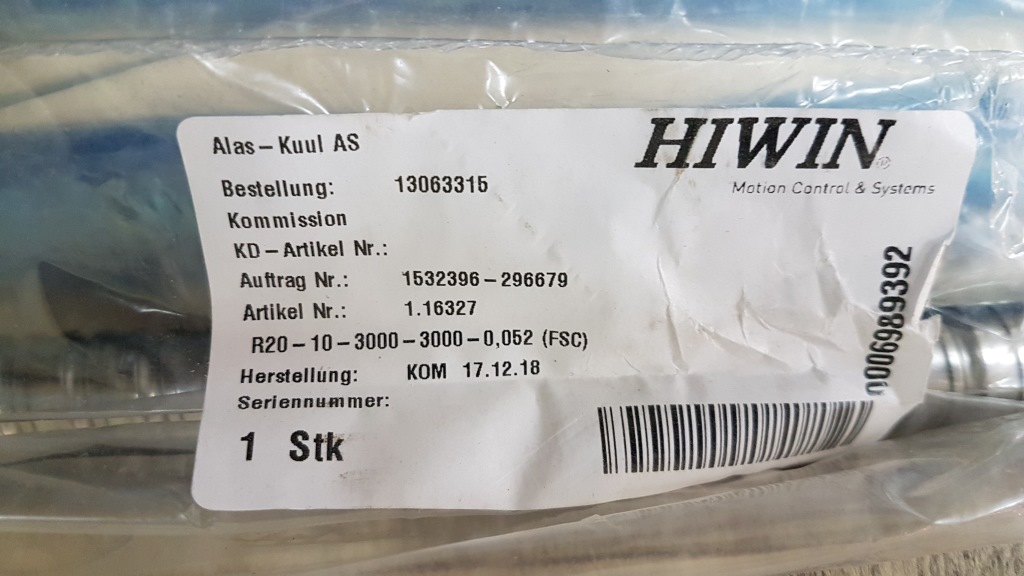 Alas-Kuul AS
HIWIN®
Motion Control & Systems
Bestellung: 13063315
Kommission
KD-Artikel Nr.:
Auftrag Nr.: 1532396-296679
Artikel Nr.: 1.16327
R20-10-3000-3000-0,052 (FSC)
Herstellung: KOM 17.12.18
Seriennummer:
1 Stk
0006989392